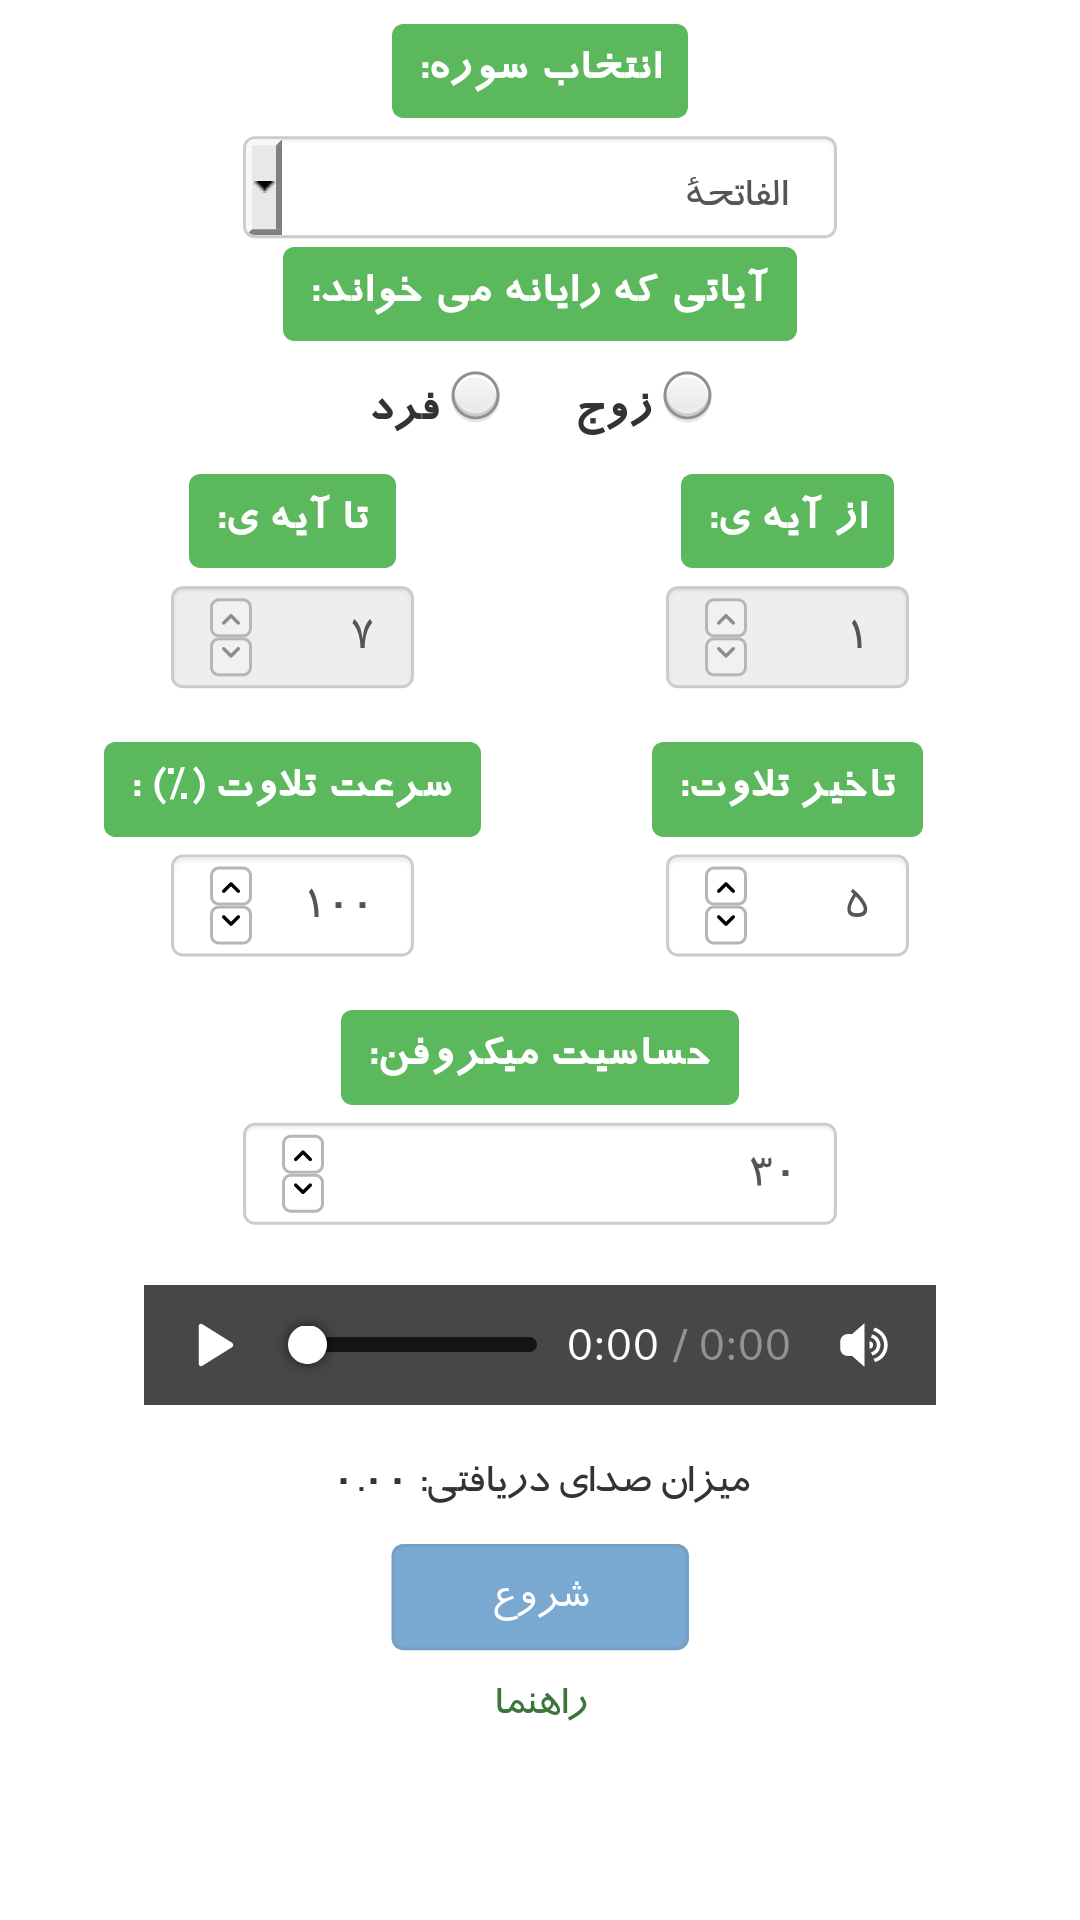 انتخاب سوره:
الفاتحة
آیاتی که رایانه می خواند:
زوج فرد
از آیه ی: تا آیه ی:
۱ ۷
تاخیر تلاوت: سرعت تلاوت (٪) :
۵ ۱۰۰
حساسیت میکروفن:
۳۰
0:00 / 0:00
میزان صدای دریافتی: ۰.۰۰
شروع
راهنما